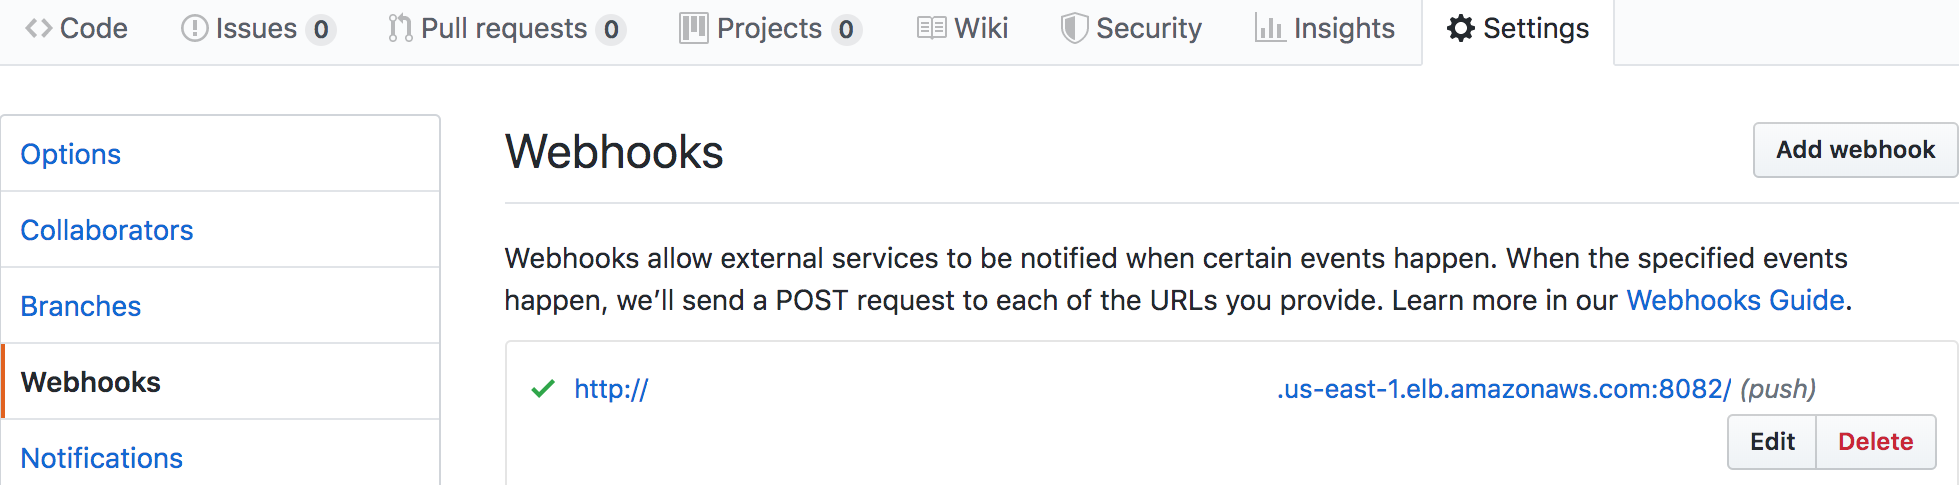 Code Issues 0 Pull requests 0 Projects 0 Wiki Security Insights Settings
Options
Collaborators
Branches
Webhooks
Notifications
Webhooks
Add webhook
Webhooks allow external services to be notified when certain events happen. When the specified events
happen, we’ll send a POST request to each of the URLs you provide. Learn more in our Webhooks Guide.
http:// .us-east-1.elb.amazonaws.com:8082/ (push)
Edit Delete